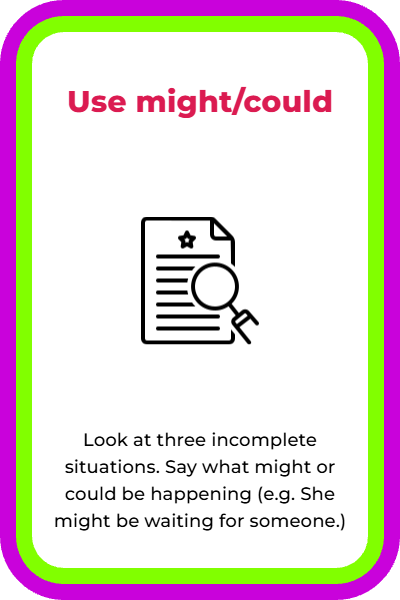 Use might/could
Look at three incomplete
situations. Say what might or
could be happening (e.g. She
might be waiting for someone.)